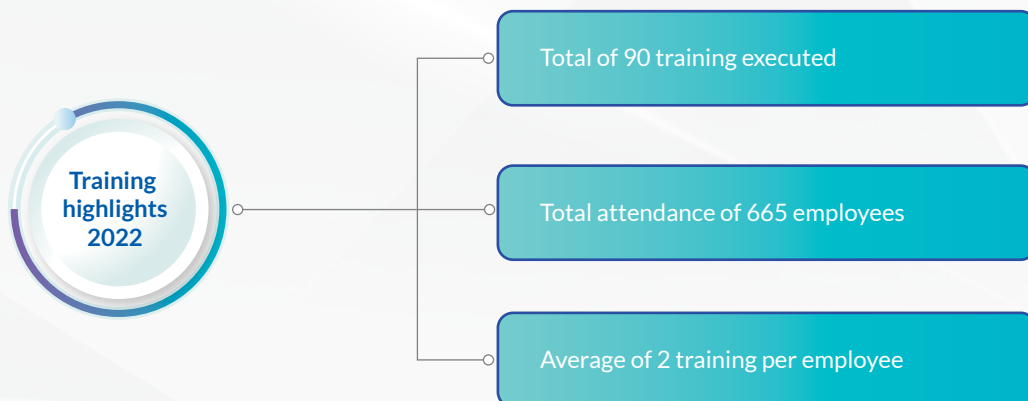 Training
highlights
2022
Total of 90 training executed
Total attendance of 665 employees
Average of 2 training per employee